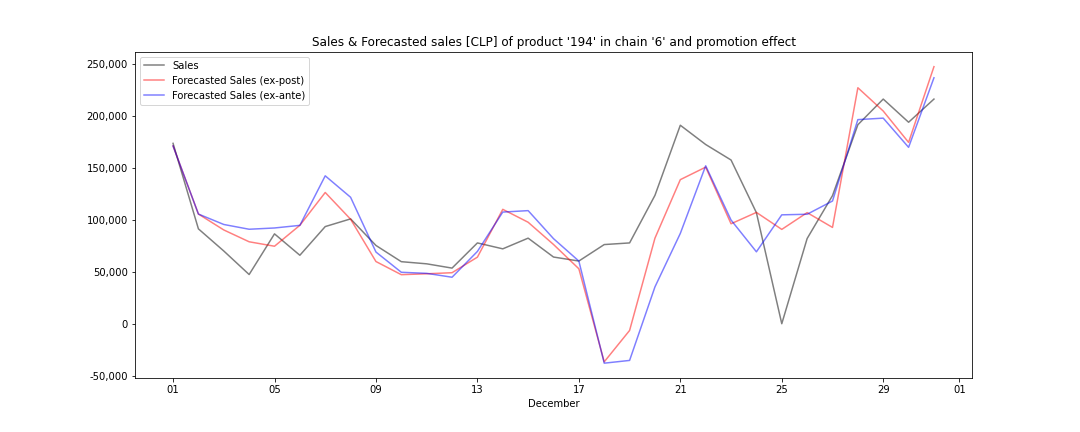 Sales & Forecasted sales [CLP] of product '194' in chain '6' and promotion effect
Sales
Forecasted Sales (ex-post)
Forecasted Sales (ex-ante)
250,000
200,000
150,000
100,000
50,000
0
-50,000
01 05 09 13 17 21 25 29 01
December